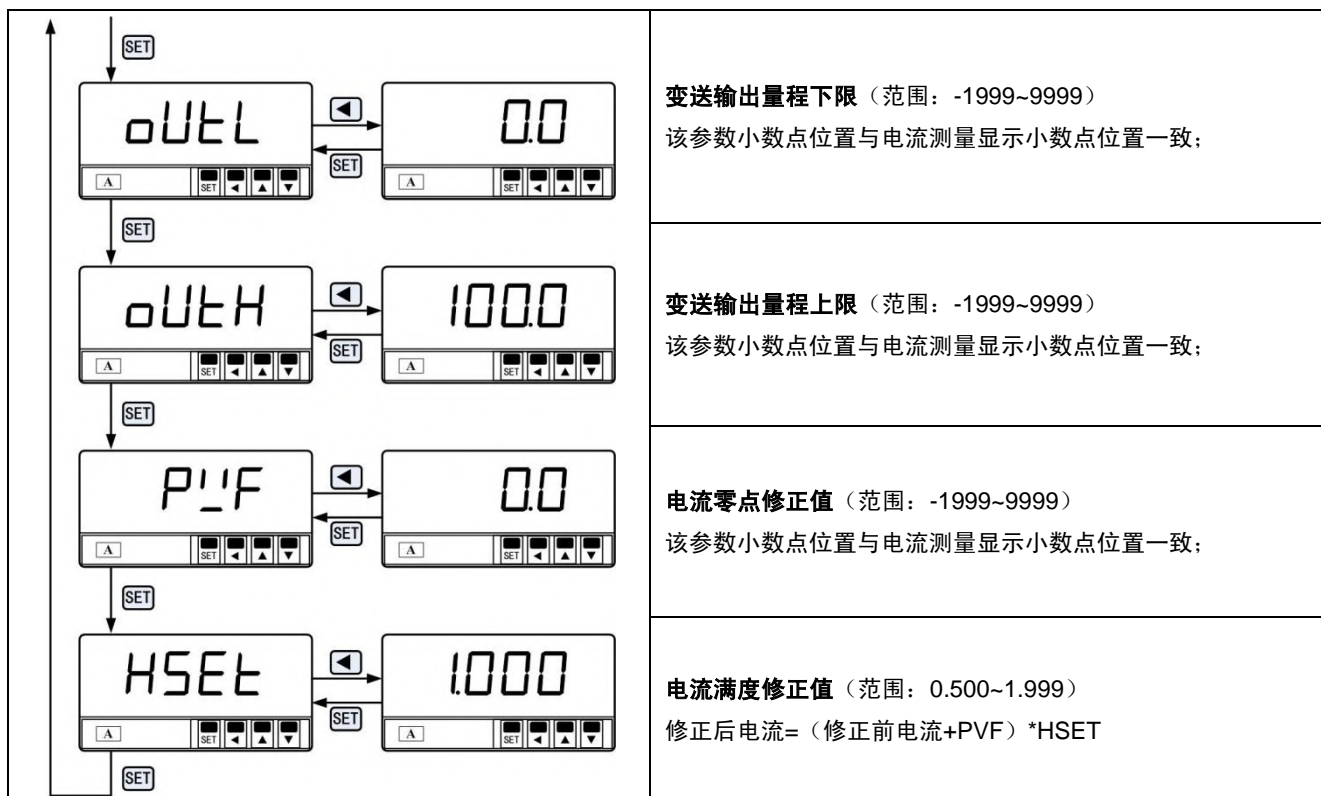 SET
oUtL
◀
0.0
SET
A
SET ◀ ▲ ▼
A
SET ◀ ▲ ▼
变送输出量程下限（范围：-1999~9999）
该参数小数点位置与电流测量显示小数点位置一致；
SET
oUtH
◀
100.0
SET
A
SET ◀ ▲ ▼
A
SET ◀ ▲ ▼
变送输出量程上限（范围：-1999~9999）
该参数小数点位置与电流测量显示小数点位置一致；
SET
PVF
◀
0.0
SET
A
SET ◀ ▲ ▼
A
SET ◀ ▲ ▼
电流零点修正值（范围：-1999~9999）
该参数小数点位置与电流测量显示小数点位置一致；
SET
HSEt
◀
1.000
SET
A
SET ◀ ▲ ▼
A
SET ◀ ▲ ▼
电流满度修正值（范围：0.500~1.999）
修正后电流=（修正前电流+PVF）*HSET
SET